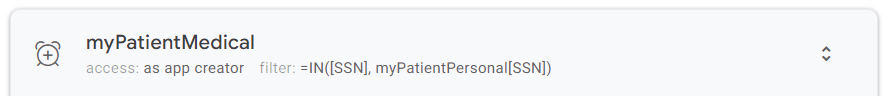 myPatientMedical
access: as app creator filter: =IN([SSN], myPatientPersonal[SSN])